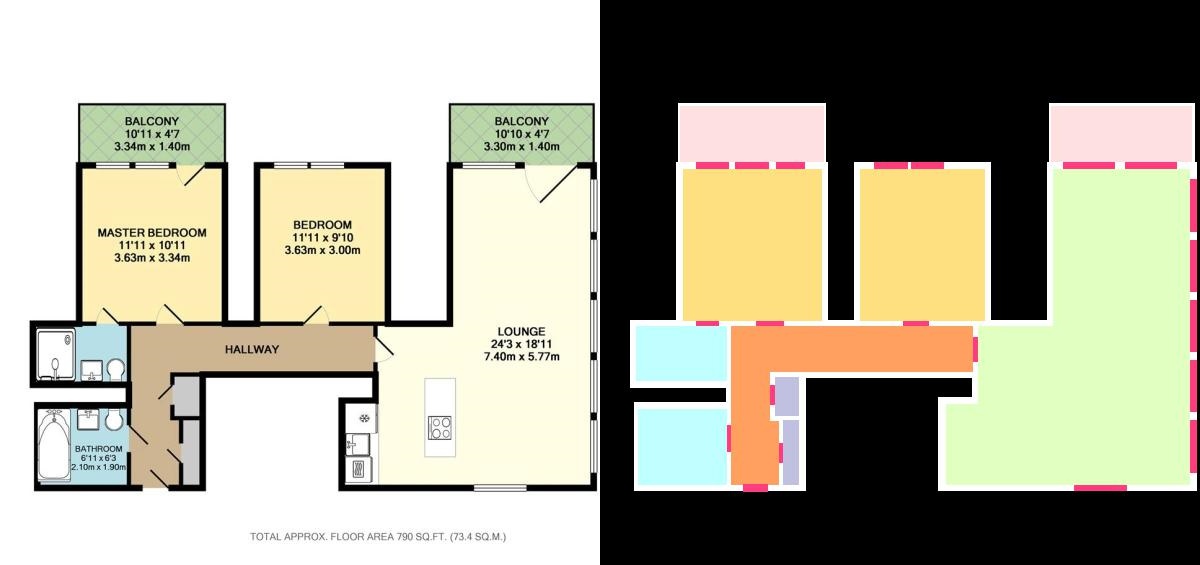 BALCONY
10'11 x 4'7
3.34m x 1.40m
BALCONY
10'10 x 4'7
3.30m x 1.40m
MASTER BEDROOM
11'11 x 10'11
3.63m x 3.34m
BEDROOM
11'11 x 9'10
3.63m x 3.00m
LOUNGE
24'3 x 18'11
7.40m x 5.77m
HALLWAY
BATHROOM
6'11 x 6'3
2.10m x 1.90m
TOTAL APPROX. FLOOR AREA 790 SQ.FT. (73.4 SQ.M.)